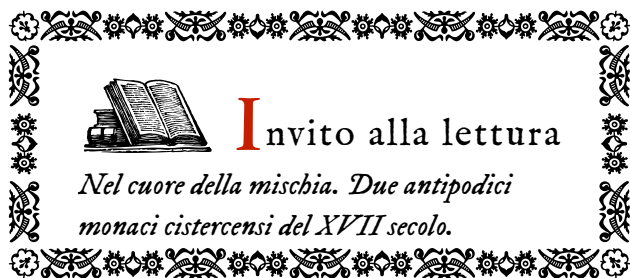 Invito alla lettura
Nel cuore della mischia. Due antipodici
monaci cistercensi del XVII secolo.